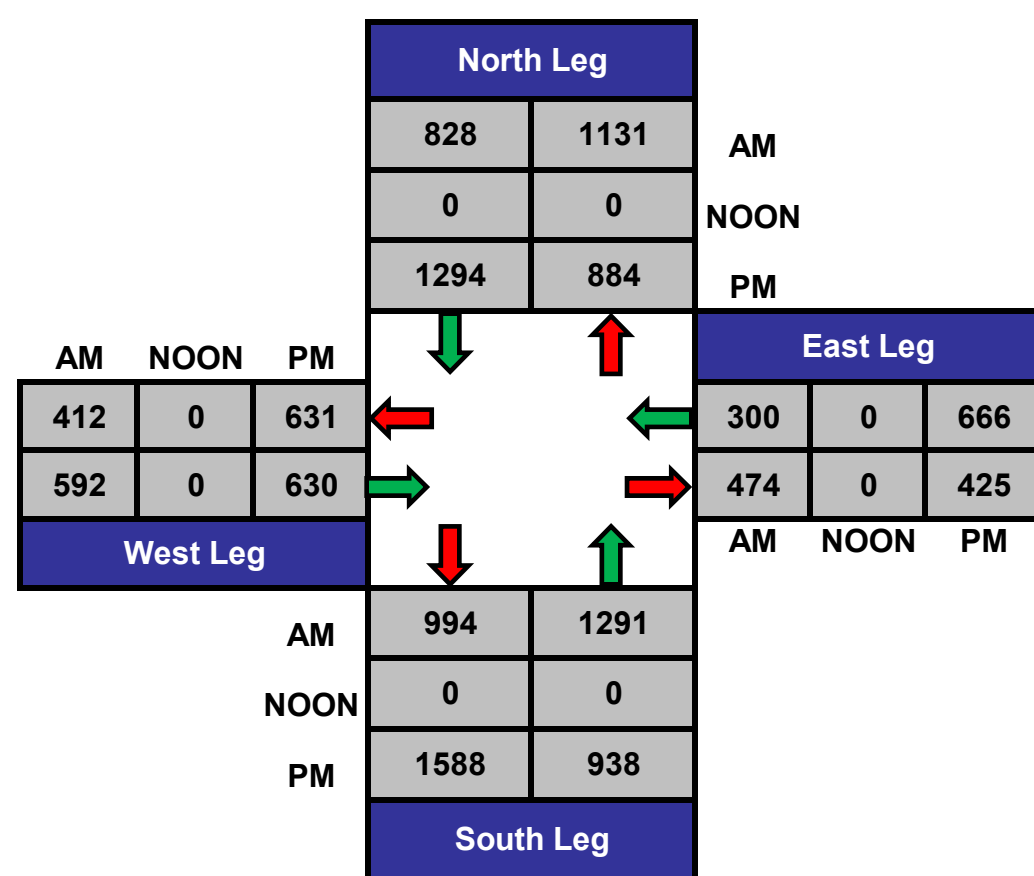 North Leg
828 1131 AM
0 0 NOON
1294 884 PM
AM NOON PM
East Leg
412 0 631
300 0 666
592 0 630
474 0 425
West Leg
AM NOON PM
AM 994 1291
NOON 0 0
PM 1588 938
South Leg